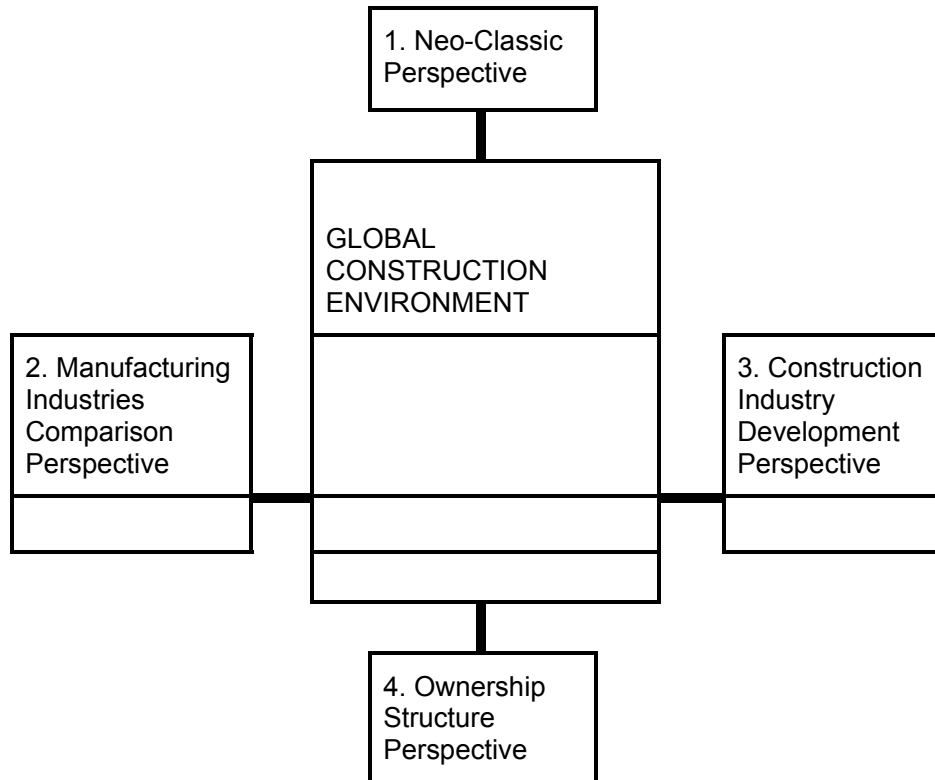 1. Neo-Classic
Perspective
GLOBAL
CONSTRUCTION
ENVIRONMENT
2. Manufacturing
Industries
Comparison
Perspective
3. Construction
Industry
Development
Perspective
4. Ownership
Structure
Perspective